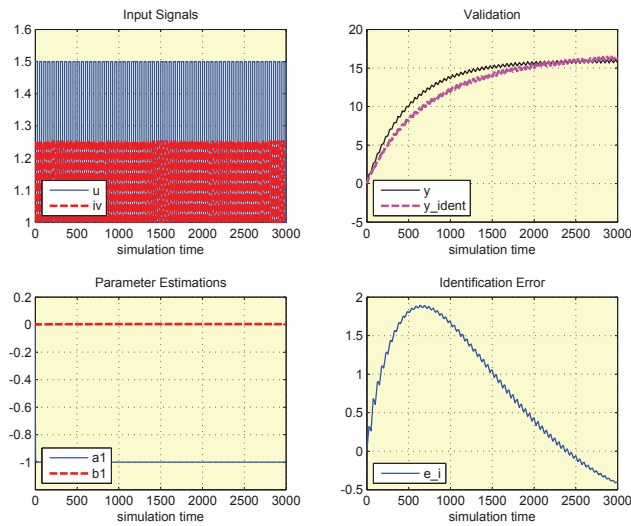 Input Signals
1.6
1.5
1.4
1.3
1.2
1.1
1
u
iv
0 500 1000 1500 2000 2500 3000
simulation time
Validation
20
15
10
5
0
-5
y
y_ident
0 500 1000 1500 2000 2500 3000
simulation time
Parameter Estimations
0.2
0
-0.2
-0.4
-0.6
-0.8
-1
a1
b1
0 500 1000 1500 2000 2500 3000
simulation time
Identification Error
2
1.5
1
0.5
0
-0.5
e_i
0 500 1000 1500 2000 2500 3000
simulation time